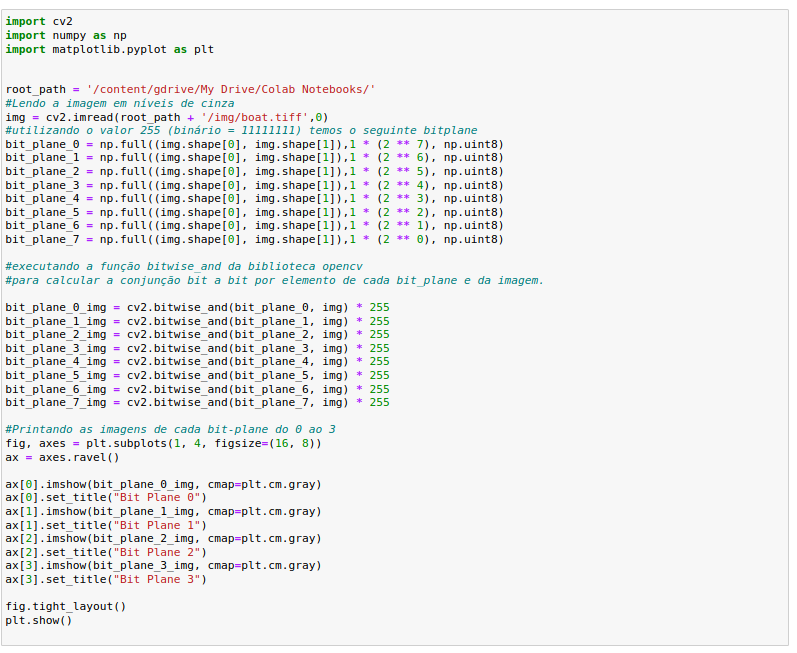 import cv2
import numpy as np
import matplotlib.pyplot as plt
root_path = '/content/gdrive/My Drive/Colab Notebooks/'
#Lendo a imagem em níveis de cinza
img = cv2.imread(root_path + '/img/boat.tiff',0)
#utilizando o valor 255 (binário = 11111111) temos o seguinte bitplane
bit_plane_0 = np.full((img.shape[0], img.shape[1]),1 * (2 ** 7), np.uint8)
bit_plane_1 = np.full((img.shape[0], img.shape[1]),1 * (2 ** 6), np.uint8)
bit_plane_2 = np.full((img.shape[0], img.shape[1]),1 * (2 ** 5), np.uint8)
bit_plane_3 = np.full((img.shape[0], img.shape[1]),1 * (2 ** 4), np.uint8)
bit_plane_4 = np.full((img.shape[0], img.shape[1]),1 * (2 ** 3), np.uint8)
bit_plane_5 = np.full((img.shape[0], img.shape[1]),1 * (2 ** 2), np.uint8)
bit_plane_6 = np.full((img.shape[0], img.shape[1]),1 * (2 ** 1), np.uint8)
bit_plane_7 = np.full((img.shape[0], img.shape[1]),1 * (2 ** 0), np.uint8)
#executando a função bitwise_and da biblioteca opencv
#para calcular a conjunção bit a bit por elemento de cada bit_plane e da imagem.
bit_plane_0_img = cv2.bitwise_and(bit_plane_0, img) * 255
bit_plane_1_img = cv2.bitwise_and(bit_plane_1, img) * 255
bit_plane_2_img = cv2.bitwise_and(bit_plane_2, img) * 255
bit_plane_3_img = cv2.bitwise_and(bit_plane_3, img) * 255
bit_plane_4_img = cv2.bitwise_and(bit_plane_4, img) * 255
bit_plane_5_img = cv2.bitwise_and(bit_plane_5, img) * 255
bit_plane_6_img = cv2.bitwise_and(bit_plane_6, img) * 255
bit_plane_7_img = cv2.bitwise_and(bit_plane_7, img) * 255
#Printando as imagens de cada bit-plane do 0 ao 3
fig, axes = plt.subplots(1, 4, figsize=(16, 8))
ax = axes.ravel()
ax[0].imshow(bit_plane_0_img, cmap=plt.cm.gray)
ax[0].set_title("Bit Plane 0")
ax[1].imshow(bit_plane_1_img, cmap=plt.cm.gray)
ax[1].set_title("Bit Plane 1")
ax[2].imshow(bit_plane_2_img, cmap=plt.cm.gray)
ax[2].set_title("Bit Plane 2")
ax[3].imshow(bit_plane_3_img, cmap=plt.cm.gray)
ax[3].set_title("Bit Plane 3")
fig.tight_layout()
plt.show()